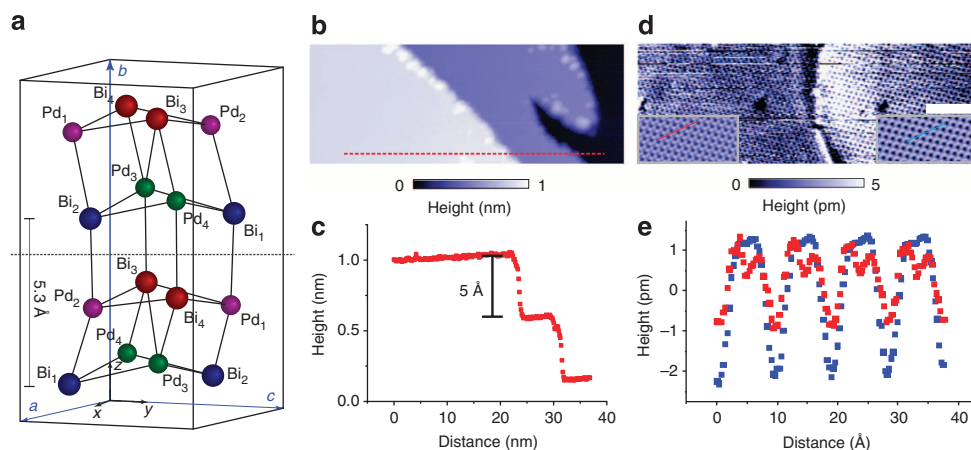 a
b
Bi4
Bi3
Pd1
Pd2
Pd3
Pd4
Bi2
Bi1
5.3 Å
Bi3
Pd2
Bi4
Pd1
Pd4
z
Pd3
Bi1
Bi2
a
x
y
c
b
0
1
Height (nm)
c
Height (nm)
1.0
0.5
0.0
5 Å
0
10
20
30
40
Distance (nm)
d
0
5
Height (pm)
e
Height (pm)
1
0
−1
−2
0
10
20
30
40
Distance (Å)